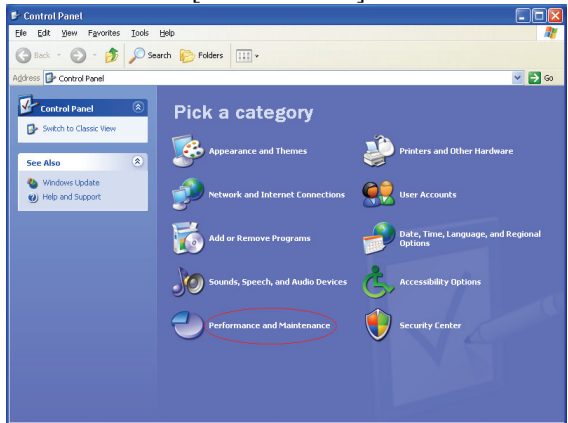 Control Panel
File Edit View Favorites Tools Help
Back Search Folders
Address Control Panel Go
Control Panel
Switch to Classic View
See Also
Windows Update
Help and Support
Pick a category
Appearance and Themes
Printers and Other Hardware
Network and Internet Connections
User Accounts
Add or Remove Programs
Date, Time, Language, and Regional
Options
Sounds, Speech, and Audio Devices
Accessibility Options
Performance and Maintenance
Security Center